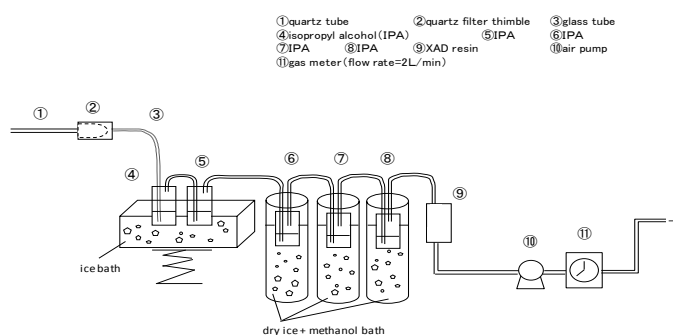 ①quartz tube ②quartz filter thimble ③glass tube
④isopropyl alcohol(IPA) ⑤IPA ⑥IPA
⑦IPA ⑧IPA ⑨XAD resin ⑩air pump
⑪gas meter(flow rate=2L/min)
① ② ③
④ ⑤ ⑥ ⑦ ⑧
⑨
⑩ ⑪
ice bath
dry ice + methanol bath